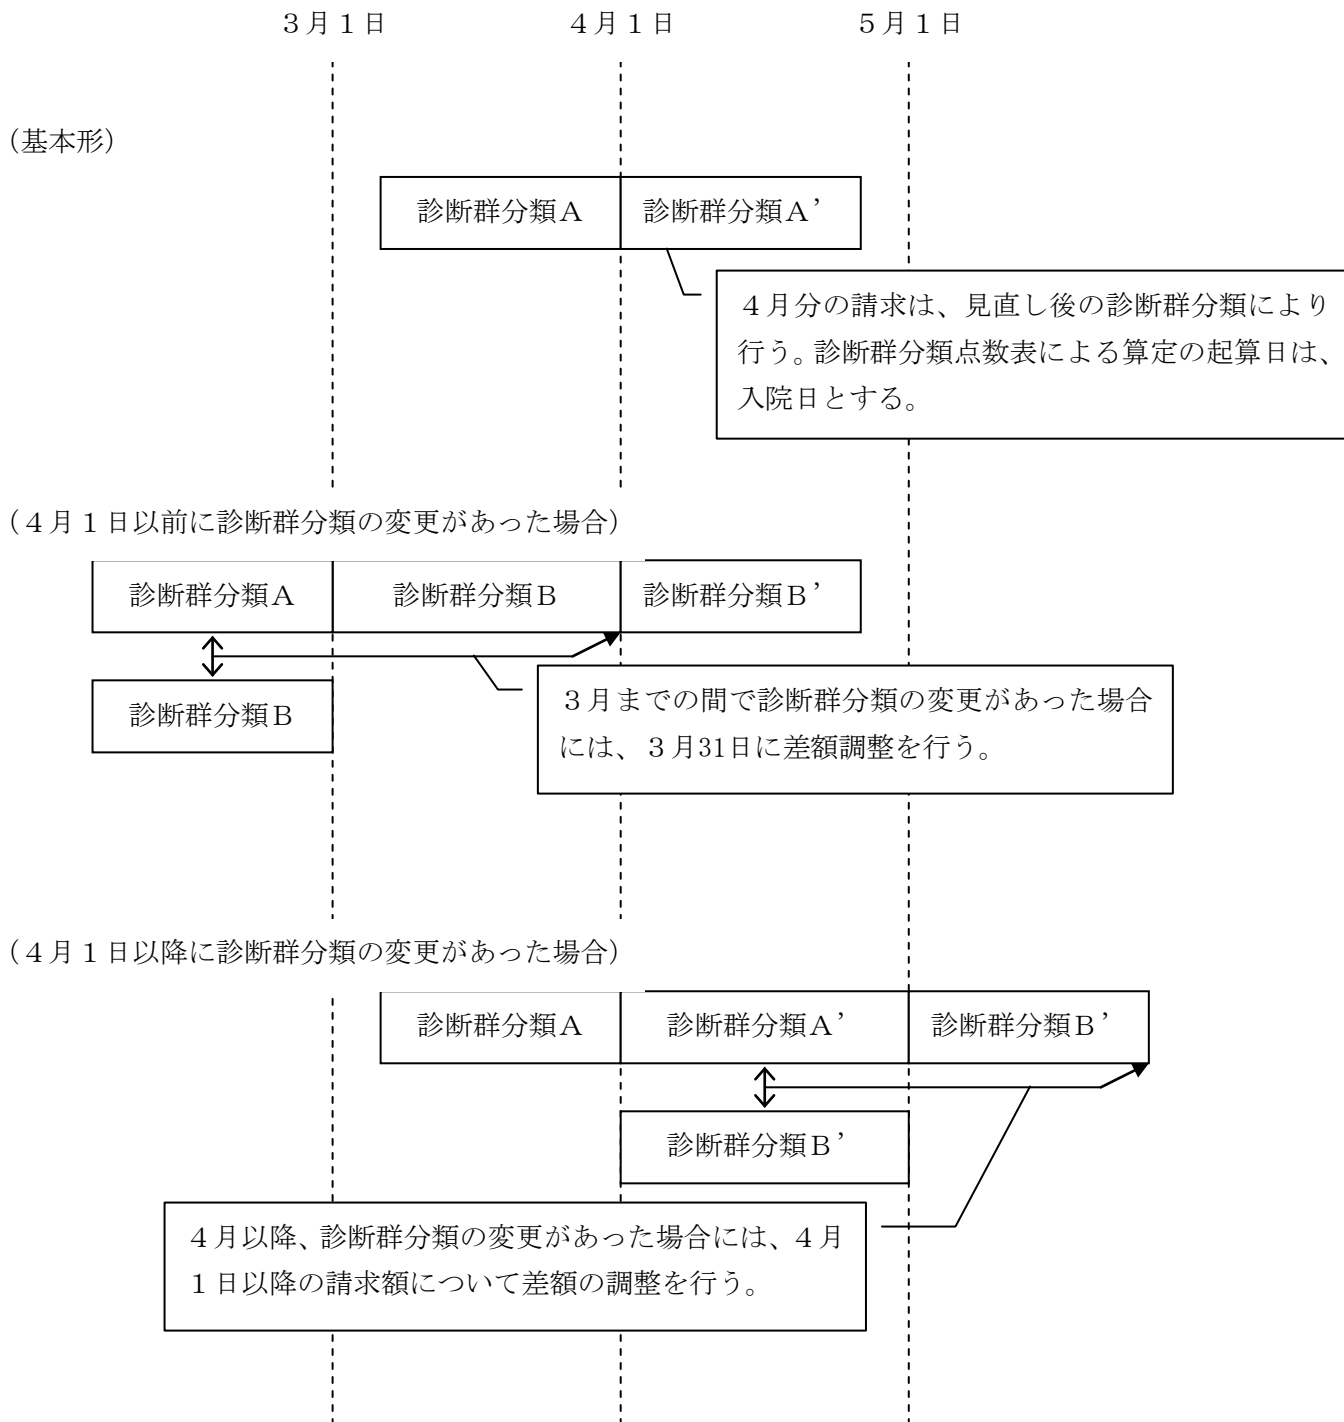 ３月１日　４月１日　５月１日
（基本形）
診断群分類Ａ　診断群分類Ａ’
４月分の請求は、見直し後の診断群分類により
行う。診断群分類点数表による算定の起算日は、
入院日とする。
（４月１日以前に診断群分類の変更があった場合）
診断群分類Ａ　診断群分類Ｂ　診断群分類Ｂ’
診断群分類Ｂ
３月までの間で診断群分類の変更があった場合
には、３月31日に差額調整を行う。
（４月１日以降に診断群分類の変更があった場合）
診断群分類Ａ　診断群分類Ａ’　診断群分類Ｂ’
診断群分類Ｂ’
４月以降、診断群分類の変更があった場合には、４月
１日以降の請求額について差額の調整を行う。